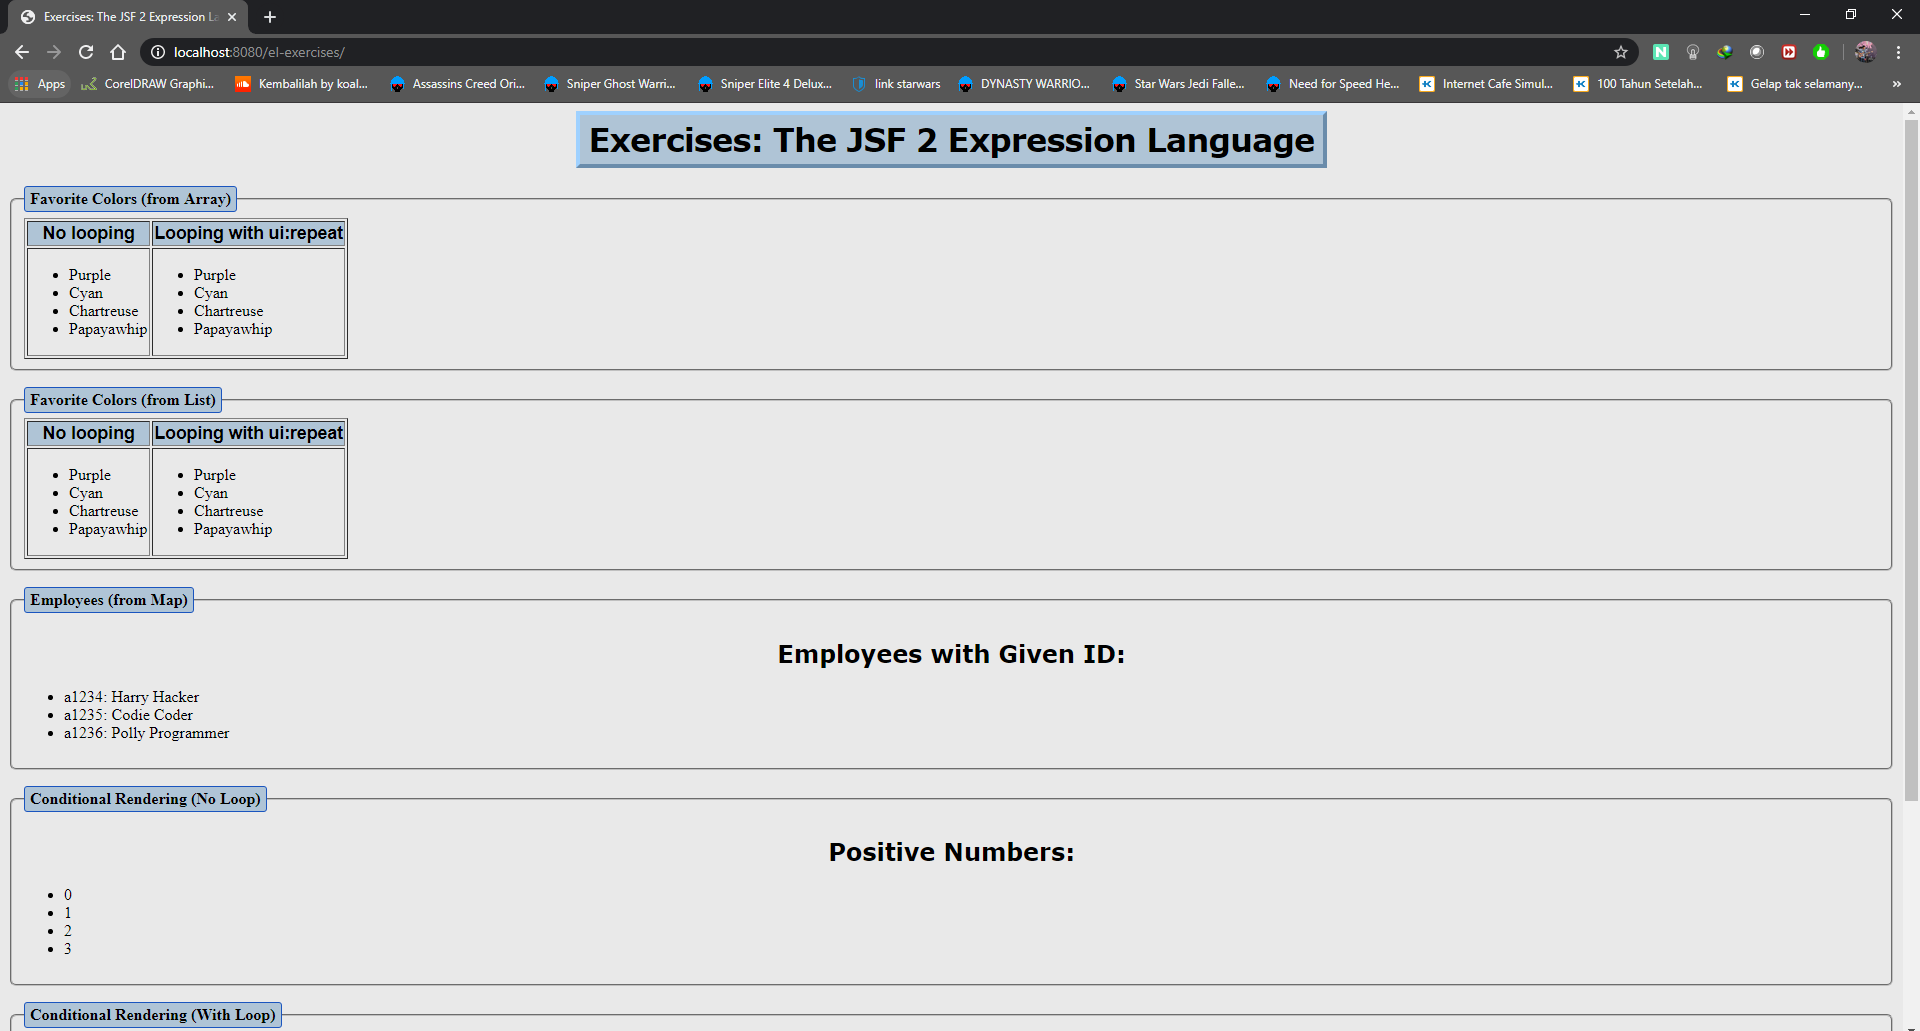 Exercises: The JSF 2 Expression La
localhost:8080/el-exercises/
Apps CorelDRAW Graphi... Kembalilah by koal... Assassins Creed Ori... Sniper Ghost Warri... Sniper Elite 4 Delux... link starwars DYNASTY WARRIO... Star Wars Jedi Falle... Need for Speed He... Internet Cafe Simul... 100 Tahun Setelah... Gelap tak selamany... »
Exercises: The JSF 2 Expression Language
Favorite Colors (from Array)
No looping Looping with ui:repeat
• Purple • Purple
• Cyan • Cyan
• Chartreuse • Chartreuse
• Papayawhip • Papayawhip
Favorite Colors (from List)
No looping Looping with ui:repeat
• Purple • Purple
• Cyan • Cyan
• Chartreuse • Chartreuse
• Papayawhip • Papayawhip
Employees (from Map)
Employees with Given ID:
• a1234: Harry Hacker
• a1235: Codie Coder
• a1236: Polly Programmer
Conditional Rendering (No Loop)
Positive Numbers:
• 0
• 1
• 2
• 3
Conditional Rendering (With Loop)